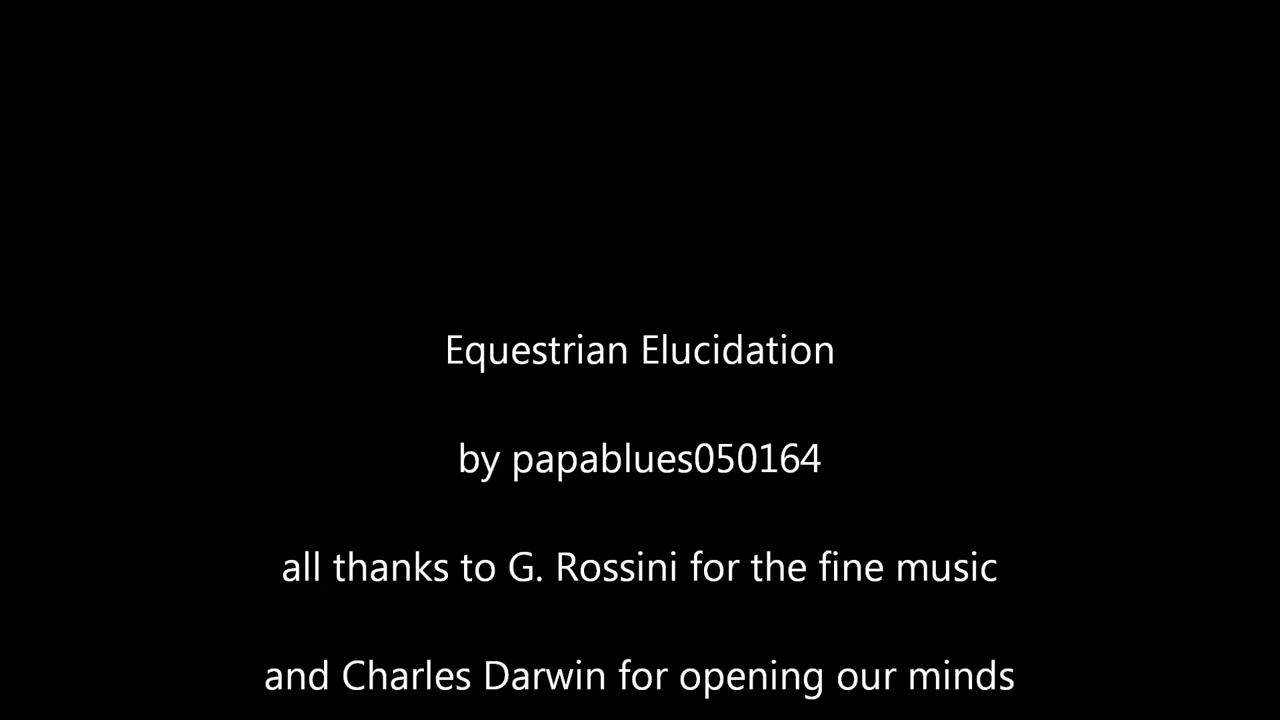 Equestrian Elucidation
by papablues050164
all thanks to G. Rossini for the fine music
and Charles Darwin for opening our minds